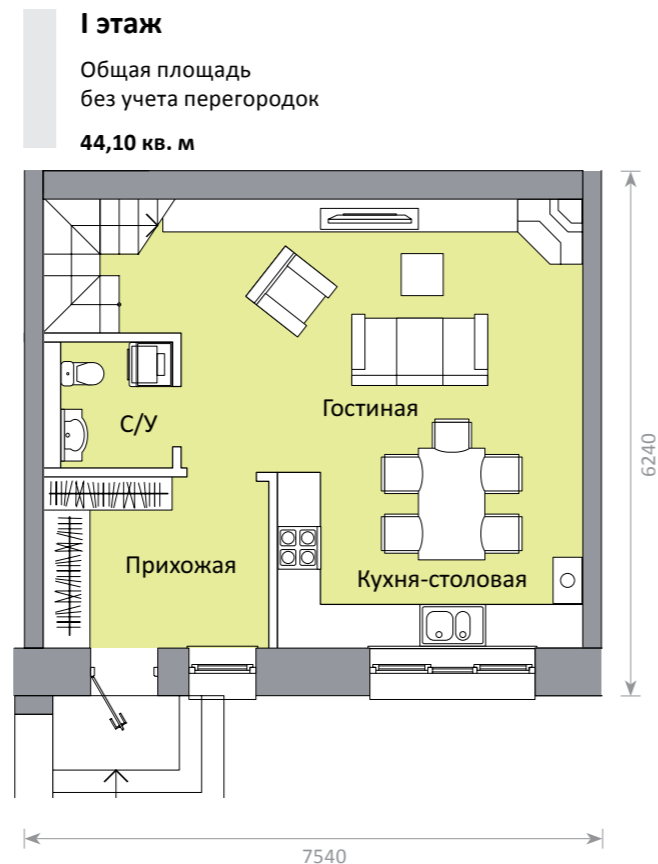 I этаж
Общая площадь
без учета перегородок
44,10 кв. м
Гостиная
С/У
6240
Прихожая
Кухня-столовая
7540